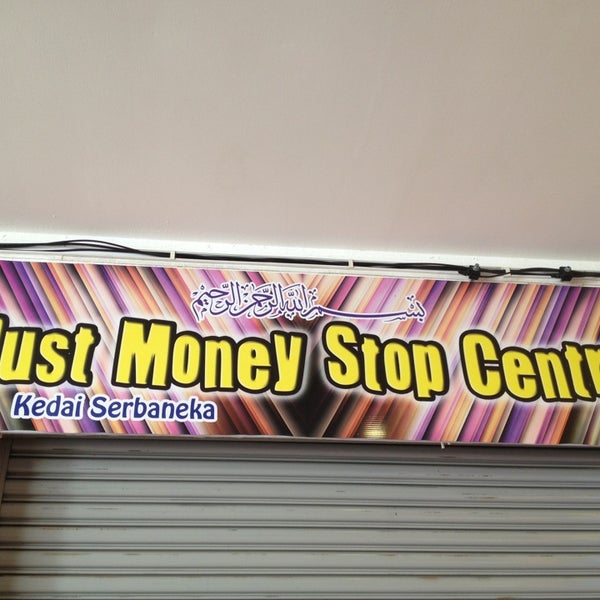 بسم الله الرحمن الرحيم
Just Money Stop Centr
Kedai Serbaneka